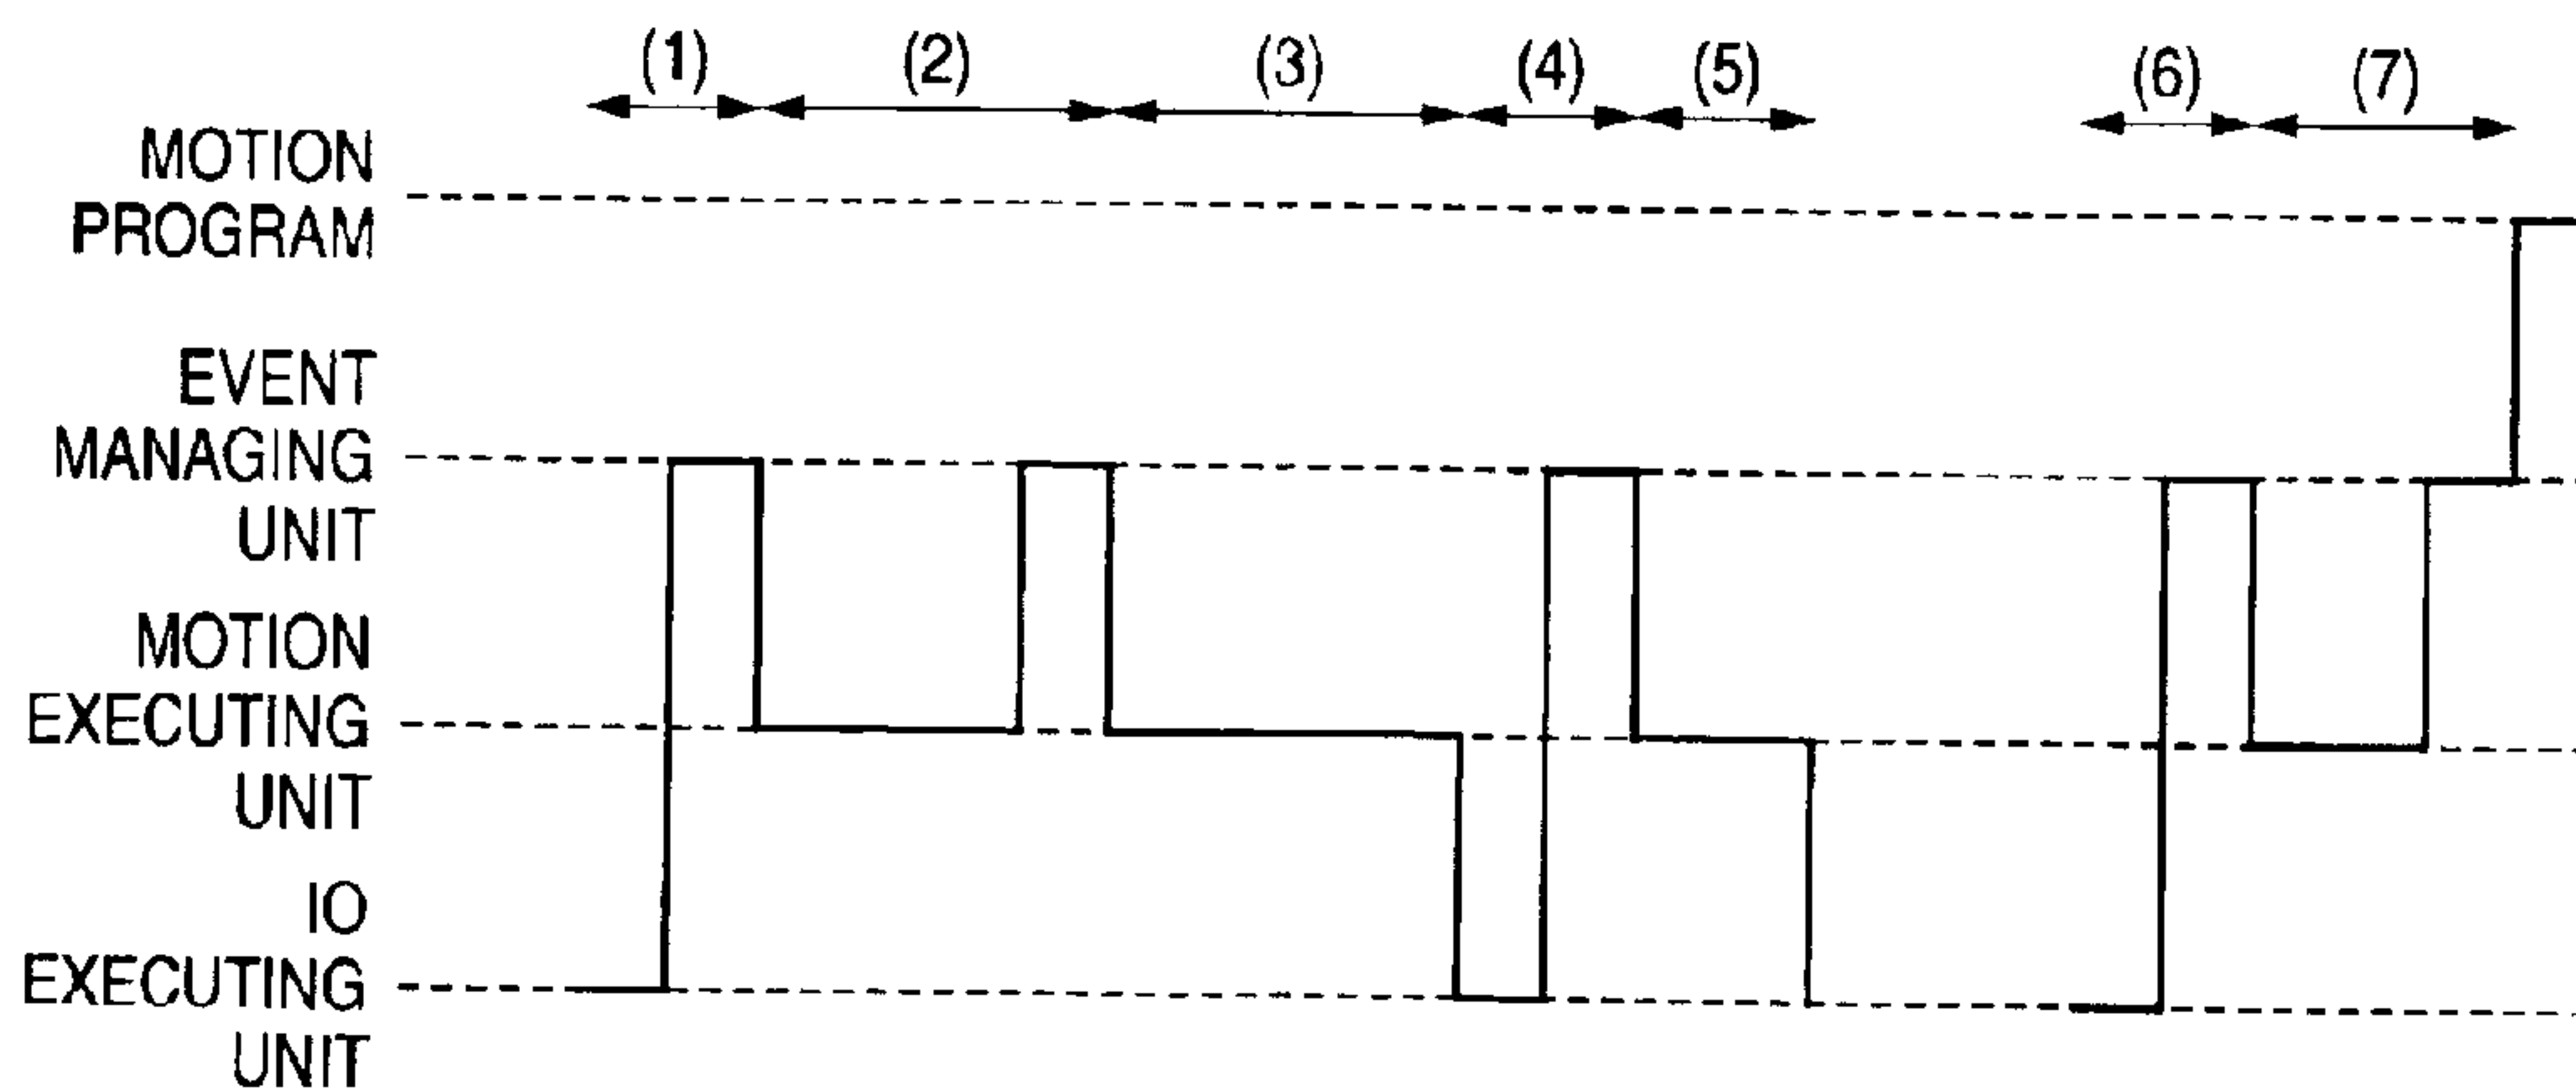 (1)
(2)
(3)
(4)
(5)
(6)
(7)
MOTION
PROGRAM
EVENT
MANAGING
UNIT
MOTION
EXECUTING
UNIT
IO
EXECUTING
UNIT